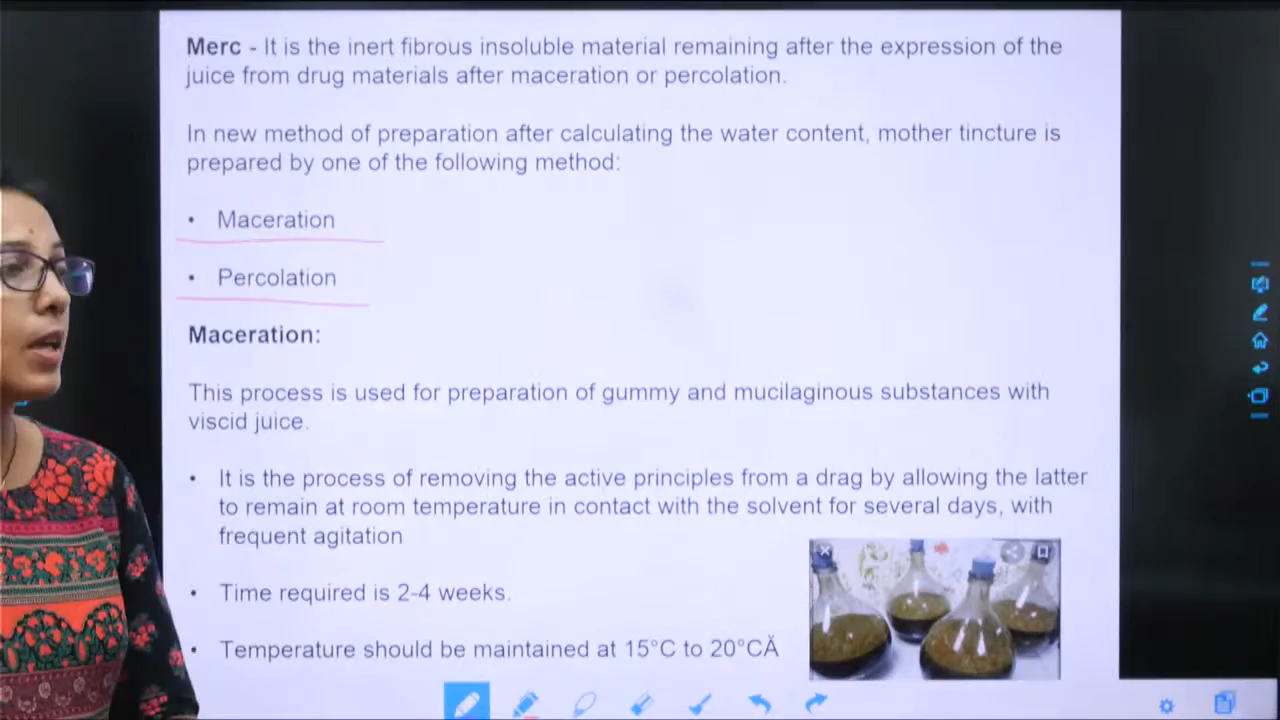 Merc - It is the inert fibrous insoluble material remaining after the expression of the
juice from drug materials after maceration or percolation.
In new method of preparation after calculating the water content, mother tincture is
prepared by one of the following method:
• Maceration
• Percolation
Maceration:
This process is used for preparation of gummy and mucilaginous substances with
viscid juice.
• It is the process of removing the active principles from a drag by allowing the latter
to remain at room temperature in contact with the solvent for several days, with
frequent agitation
• Time required is 2-4 weeks.
• Temperature should be maintained at 15°C to 20°CÄ